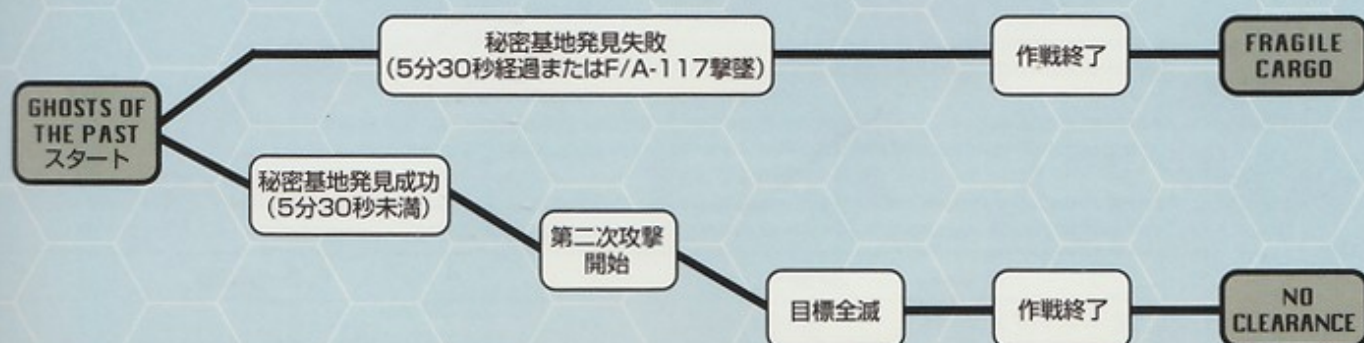 GHOSTS OF
THE PAST
スタート
秘密基地発見失敗
(5分30秒経過またはF/A-117撃墜)
作戦終了
FRAGILE
CARGO
秘密基地発見成功
(5分30秒未満)
第二次攻撃
開始
目標全滅
作戦終了
NO
CLEARANCE